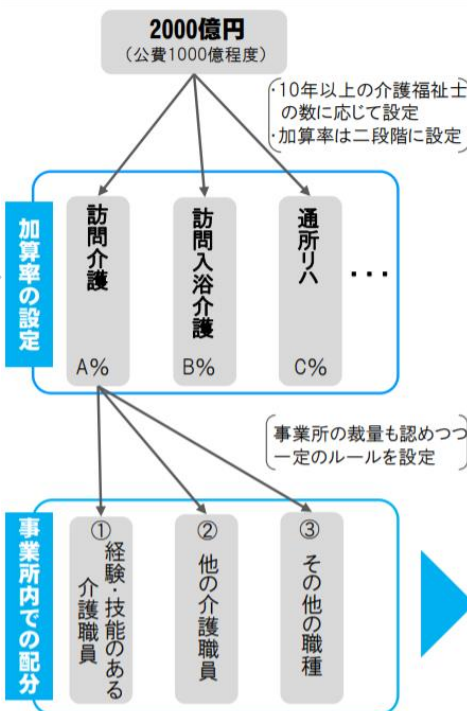 2000億円
（公費1000億程度）
・10年以上の介護福祉士
の数に応じて設定
・加算率は二段階に設定
加算率の設定
訪問介護
A%
訪問入浴介護
B%
通所リハ
C%
･･･
事業所の裁量も認めつつ
一定のルールを設定
事業所内での配分
①
経験・技能のある
介護職員
②
他の介護職員
③
その他の職種